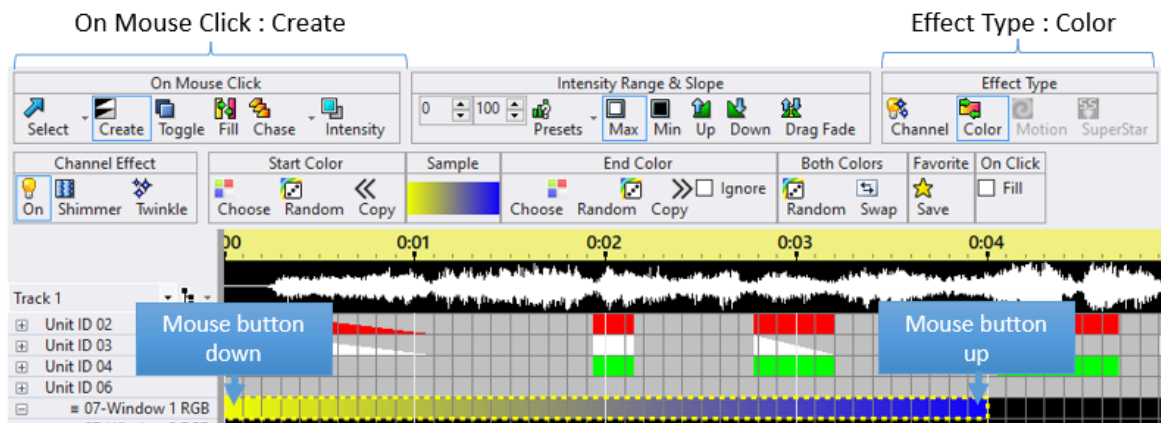 On Mouse Click : Create
Effect Type : Color
On Mouse Click
Intensity Range & Slope
Effect Type
Select Create Toggle Fill Chase Intensity
0 100 Presets Max Min Up Down Drag Fade
Channel Color Motion SuperStar
SS
Channel Effect
Start Color
Sample
End Color
Both Colors
Favorite
On Click
On Shimmer Twinkle
Choose Random Copy
Choose Random Copy
Ignore
Random Swap
Save
Fill
00 0:01 0:02 0:03 0:04
Track 1
Unit ID 02
Unit ID 03
Unit ID 04
Unit ID 06
07-Window 1 RGB
Mouse button
down
Mouse button
up